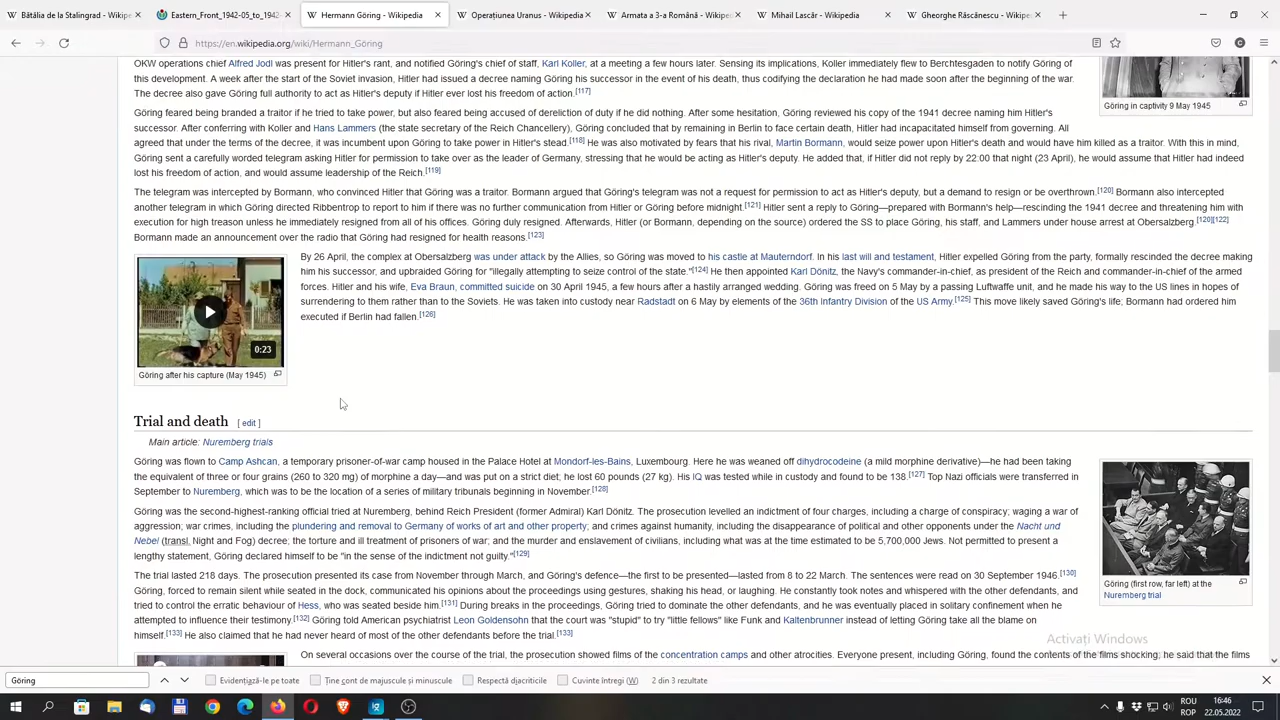 Bătălia de la Stalingrad - Wikipe
Eastern_Front_1942-05_to_1942-
Hermann Göring - Wikipedia
Operațiunea Uranus - Wikipedia
Armata a 3-a Română - Wikiped
Mihail Lascăr - Wikipedia
Gheorghe Râscănescu - Wikiped
https://en.wikipedia.org/wiki/Hermann_Göring
OKW operations chief Alfred Jodl was present for Hitler's rant, and notified Göring's chief of staff, Karl Koller, at a meeting a few hours later. Sensing its implications, Koller immediately flew to Berchtesgaden to notify Göring of
this development. A week after the start of the Soviet invasion, Hitler had issued a decree naming Göring his successor in the event of his death, thus codifying the declaration he had made soon after the beginning of the war.
The decree also gave Göring full authority to act as Hitler's deputy if Hitler ever lost his freedom of action.[117]
Göring in captivity 9 May 1945
Göring feared being branded a traitor if he tried to take power, but also feared being accused of dereliction of duty if he did nothing. After some hesitation, Göring reviewed his copy of the 1941 decree naming him Hitler's
successor. After conferring with Koller and Hans Lammers (the state secretary of the Reich Chancellery), Göring concluded that by remaining in Berlin to face certain death, Hitler had incapacitated himself from governing. All
agreed that under the terms of the decree, it was incumbent upon Göring to take power in Hitler's stead.[118] He was also motivated by fears that his rival, Martin Bormann, would seize power upon Hitler's death and would have him killed as a traitor. With this in mind,
Göring sent a carefully worded telegram asking Hitler for permission to take over as the leader of Germany, stressing that he would be acting as Hitler's deputy. He added that, if Hitler did not reply by 22:00 that night (23 April), he would assume that Hitler had indeed
lost his freedom of action, and would assume leadership of the Reich.[119]
The telegram was intercepted by Bormann, who convinced Hitler that Göring was a traitor. Bormann argued that Göring's telegram was not a request for permission to act as Hitler's deputy, but a demand to resign or be overthrown.[120] Bormann also intercepted
another telegram in which Göring directed Ribbentrop to report to him if there was no further communication from Hitler or Göring before midnight.[121] Hitler sent a reply to Göring—prepared with Bormann's help—rescinding the 1941 decree and threatening him with
execution for high treason unless he immediately resigned from all of his offices. Göring duly resigned. Afterwards, Hitler (or Bormann, depending on the source) ordered the SS to place Göring, his staff, and Lammers under house arrest at Obersalzberg.[120][122]
Bormann made an announcement over the radio that Göring had resigned for health reasons.[123]
By 26 April, the complex at Obersalzberg was under attack by the Allies, so Göring was moved to his castle at Mauterndorf. In his last will and testament, Hitler expelled Göring from the party, formally rescinded the decree making
him his successor, and upbraided Göring for "illegally attempting to seize control of the state."[124] He then appointed Karl Dönitz, the Navy's commander-in-chief, as president of the Reich and commander-in-chief of the armed
forces. Hitler and his wife, Eva Braun, committed suicide on 30 April 1945, a few hours after a hastily arranged wedding. Göring was freed on 5 May by a passing Luftwaffe unit, and he made his way to the US lines in hopes of
surrendering to them rather than to the Soviets. He was taken into custody near Radstadt on 6 May by elements of the 36th Infantry Division of the US Army.[125] This move likely saved Göring's life; Bormann had ordered him
executed if Berlin had fallen.[126]
0:23
Göring after his capture (May 1945)
Trial and death [ edit ]
Main article: Nuremberg trials
Göring was flown to Camp Ashcan, a temporary prisoner-of-war camp housed in the Palace Hotel at Mondorf-les-Bains, Luxembourg. Here he was weaned off dihydrocodeine (a mild morphine derivative)—he had been taking
the equivalent of three or four grains (260 to 320 mg) of morphine a day—and was put on a strict diet; he lost 60 pounds (27 kg). His IQ was tested while in custody and found to be 138.[127] Top Nazi officials were transferred in
September to Nuremberg, which was to be the location of a series of military tribunals beginning in November.[128]
Göring was the second-highest-ranking official tried at Nuremberg, behind Reich President (former Admiral) Karl Dönitz. The prosecution levelled an indictment of four charges, including a charge of conspiracy; waging a war of
aggression; war crimes, including the plundering and removal to Germany of works of art and other property; and crimes against humanity, including the disappearance of political and other opponents under the Nacht und
Nebel (transl. Night and Fog) decree; the torture and ill treatment of prisoners of war; and the murder and enslavement of civilians, including what was at the time estimated to be 5,700,000 Jews. Not permitted to present a
lengthy statement, Göring declared himself to be "in the sense of the indictment not guilty."[129]
The trial lasted 218 days. The prosecution presented its case from November through March, and Göring's defence—the first to be presented—lasted from 8 to 22 March. The sentences were read on 30 September 1946.[130]
Göring, forced to remain silent while seated in the dock, communicated his opinions about the proceedings using gestures, shaking his head, or laughing. He constantly took notes and whispered with the other defendants, and
tried to control the erratic behaviour of Hess, who was seated beside him.[131] During breaks in the proceedings, Göring tried to dominate the other defendants, and he was eventually placed in solitary confinement when he
attempted to influence their testimony.[132] Göring told American psychiatrist Leon Goldensohn that the court was "stupid" to try "little fellows" like Funk and Kaltenbrunner instead of letting Göring take all the blame on
himself.[133] He also claimed that he had never heard of most of the other defendants before the trial.[133]
Göring (first row, far left) at the
Nuremberg trial
On several occasions over the course of the trial, the prosecution showed films of the concentration camps and other atrocities. Everyone present, including Göring, found the contents of the films shocking; he said that the films
Activați Windows
Göring
Evidențiază-le pe toate
Ține cont de majuscule și minuscule
Respectă djacriticile
Cuvinte întregi (W)
2 din 3 rezultate
ROU
ROP
16:46
22.05.2022